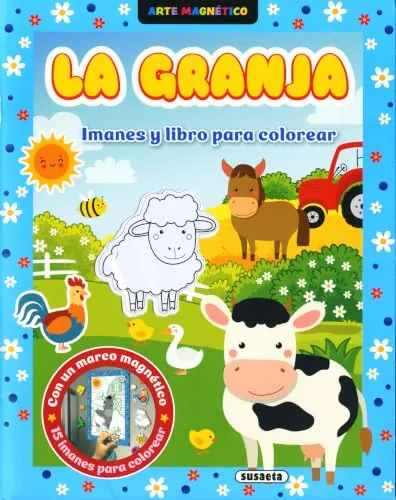 ARTE MAGNÉTICO
LA GRANJA
Imanes y libro para colorear
Con un marco magnético
15 imanes para colorear
susaeta